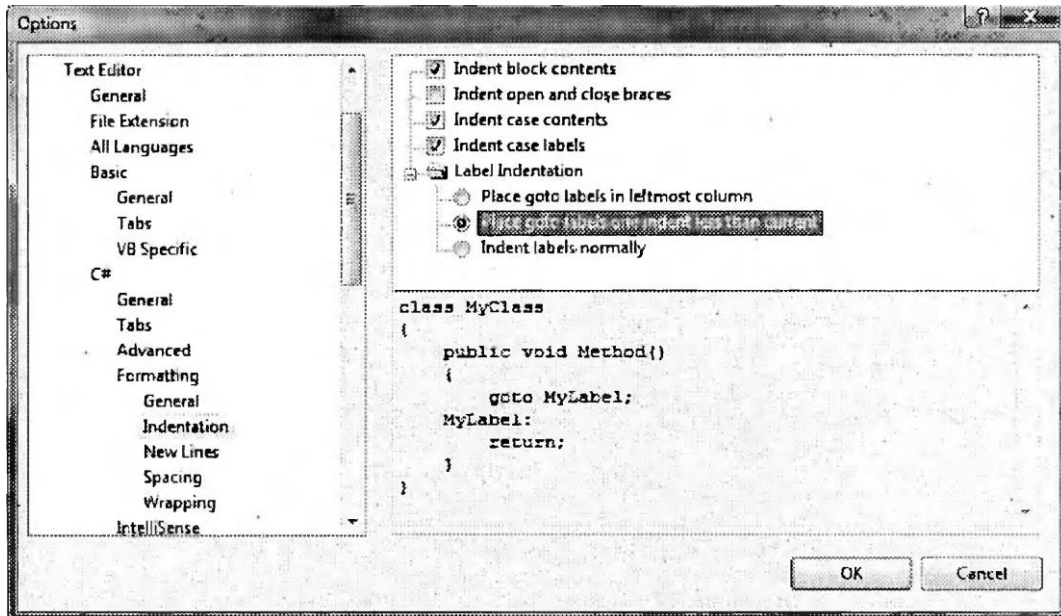 Options
Text Editor
General
File Extension
All Languages
Basic
General
Tabs
VB Specific
C#
General
Tabs
Advanced
Formatting
General
Indentation
New Lines
Spacing
Wrapping
IntelliSense
Indent block contents
Indent open and close braces
Indent case contents
Indent case labels
Label Indentation
Place goto labels in leftmost column
Place goto labels one indent less than current
Indent labels normally
class MyClass
{
    public void Method()
    {
        goto MyLabel;
    MyLabel:
        return;
    }
}
OK
Cancel